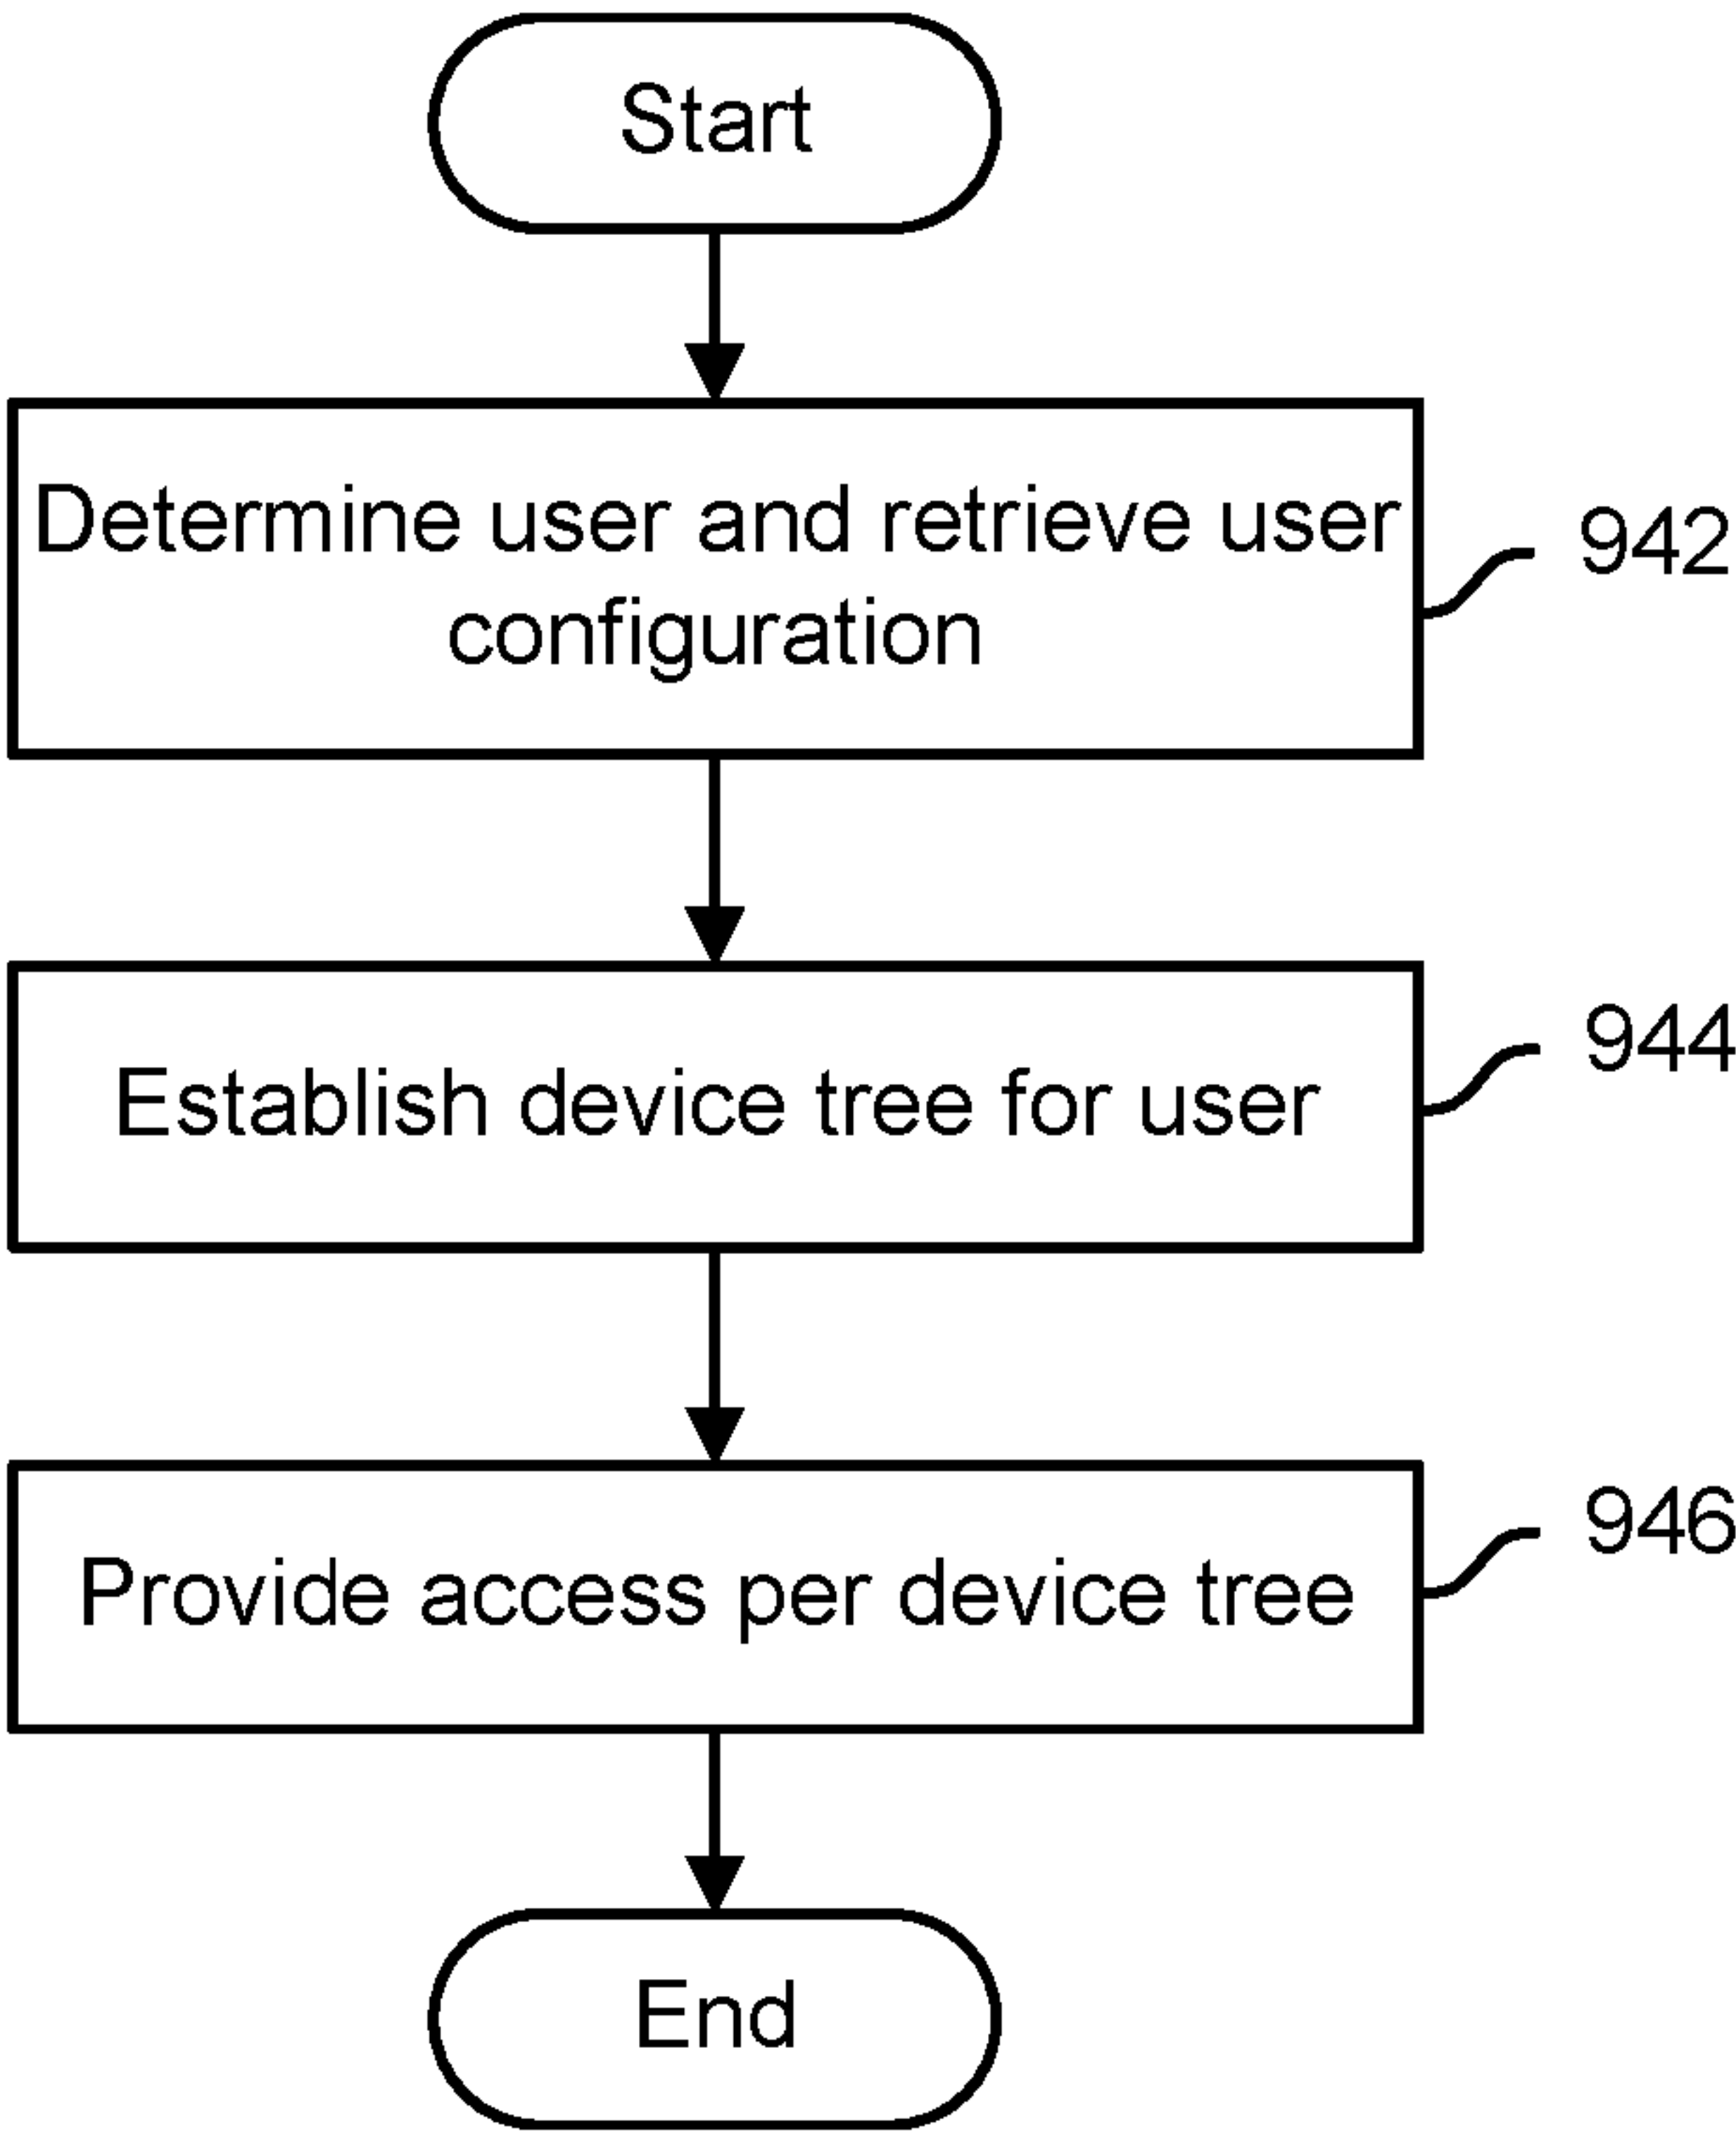 Start
Determine user and retrieve user
configuration
942
Establish device tree for user
944
Provide access per device tree
946
End